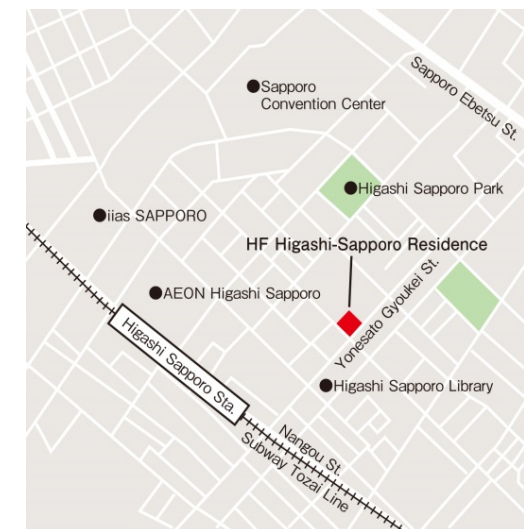 Sapporo Ebetsu St.
Sapporo
Convention Center
Higashi Sapporo Park
iias SAPPORO
HF Higashi-Sapporo Residence
AEON Higashi Sapporo
Yonesato Gyoukei St.
Higashi Sapporo Sta.
Higashi Sapporo Library
Nangou St.
Subway Tozai Line